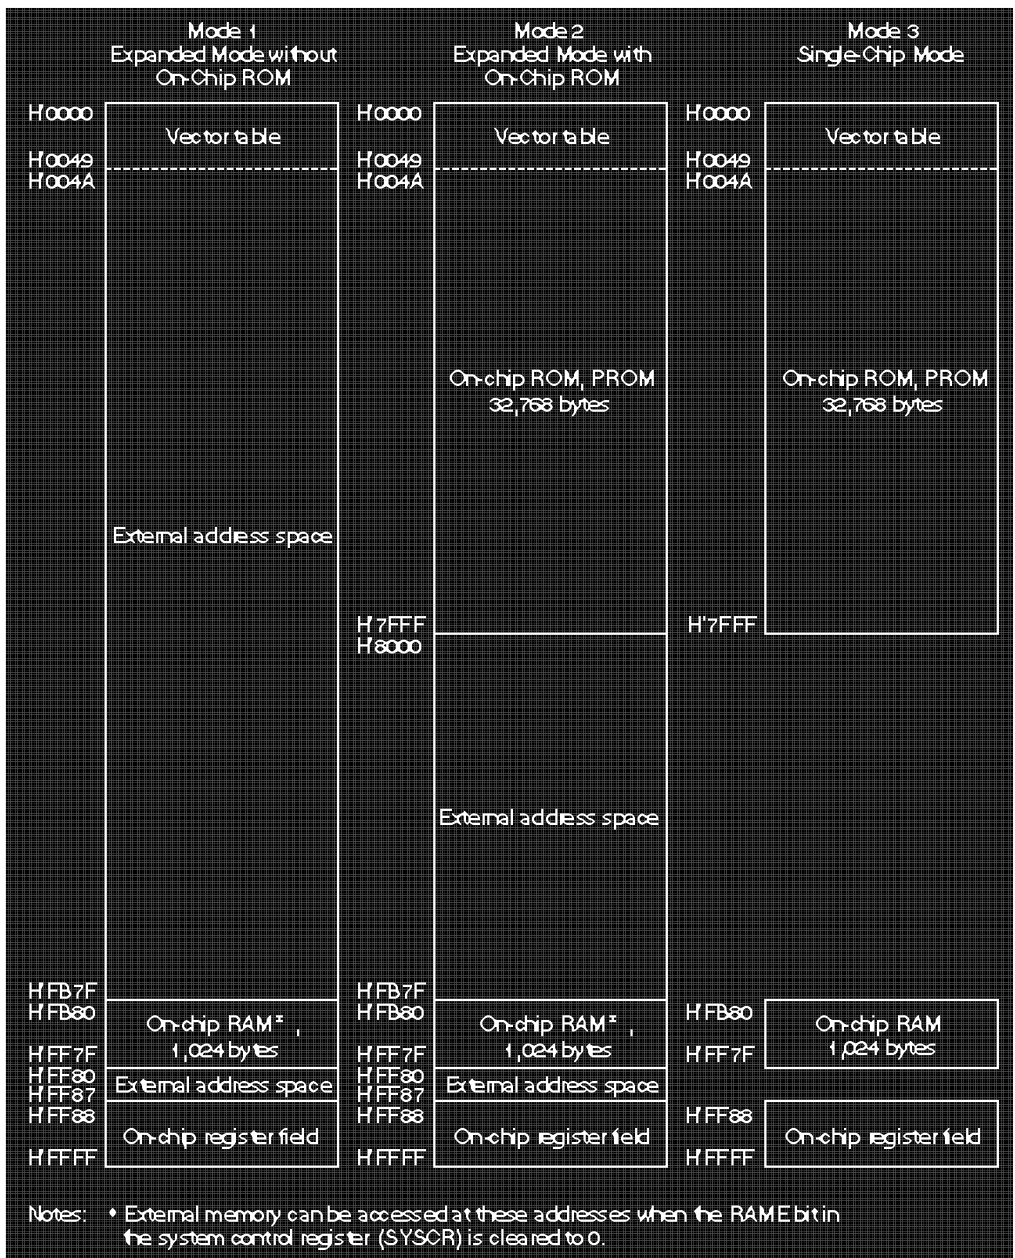 Mode 1
Expanded Mode without
On-Chip ROM
H'0000
Vector table
H'0049
H'004A
External address space
H'FB7F
H'FB80
On-chip RAM*,
1,024 bytes
H'FF7F
H'FF80
External address space
H'FF87
H'FF88
On-chip register field
H'FFFF
Mode 2
Expanded Mode with
On-Chip ROM
H'0000
Vector table
H'0049
H'004A
On-chip ROM, PROM
32,768 bytes
H'7FFF
H'8000
External address space
H'FB7F
H'FB80
On-chip RAM*,
1,024 bytes
H'FF7F
H'FF80
External address space
H'FF87
H'FF88
On-chip register field
H'FFFF
Mode 3
Single-Chip Mode
H'0000
Vector table
H'0049
H'004A
On-chip ROM, PROM
32,768 bytes
H'7FFF
H'FB80
On-chip RAM
1,024 bytes
H'FF7F
H'FF88
On-chip register field
H'FFFF
Notes: * External memory can be accessed at these addresses when the RAME bit in
the system control register (SYSCR) is cleared to 0.